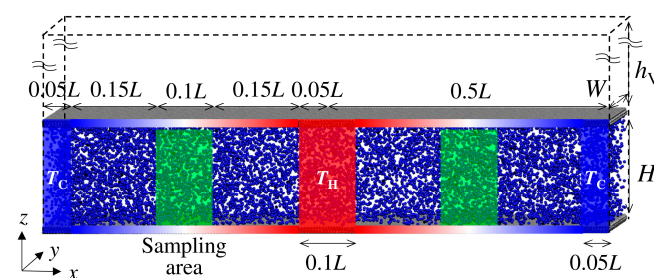 h_V
0.05L 0.15L 0.1L 0.15L 0.05L 0.5L W
T_C T_H T_C H
z
y
x
Sampling
area
0.1L 0.05L